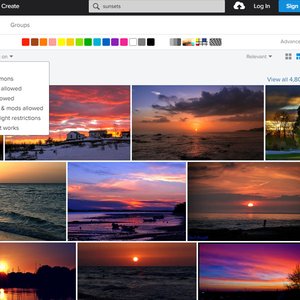 Create
sunsets
Log In
Sign
Groups
Advance
on
Relevant
mons
allowed
owed
& mods allowed
ight restrictions
t works
View all 4,80